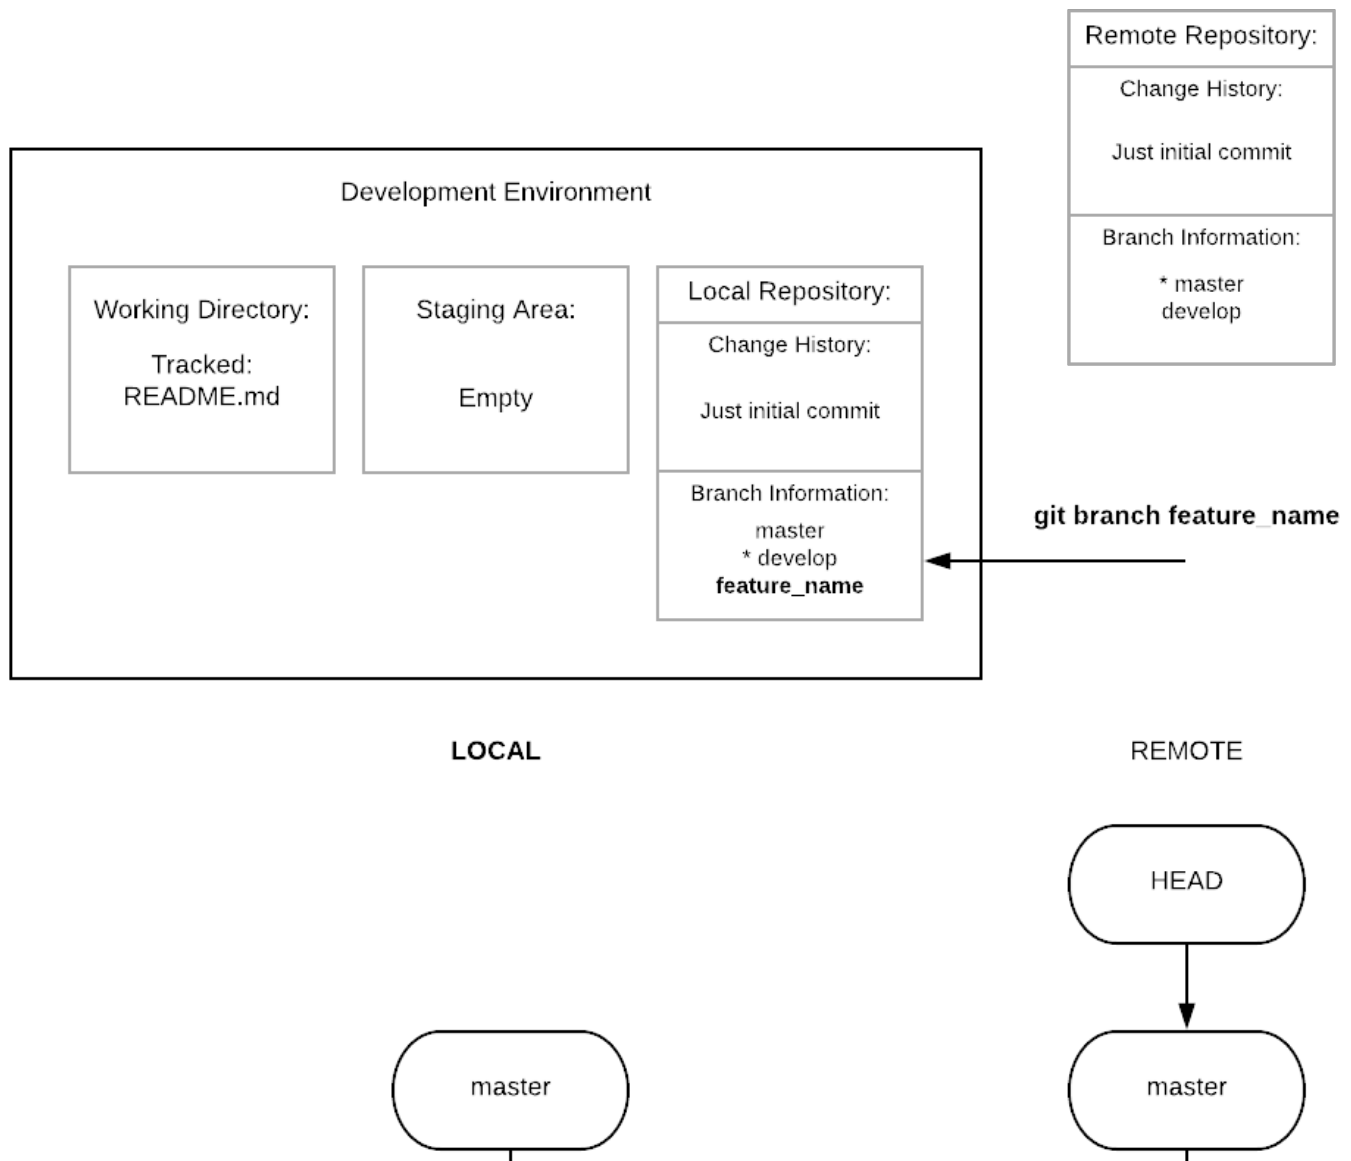 Remote Repository:
Change History:
Just initial commit
Branch Information:
* master
develop
Development Environment
Working Directory:
Tracked:
README.md
Staging Area:
Empty
Local Repository:
Change History:
Just initial commit
Branch Information:
master
* develop
feature_name
git branch feature_name
LOCAL
REMOTE
HEAD
master
master